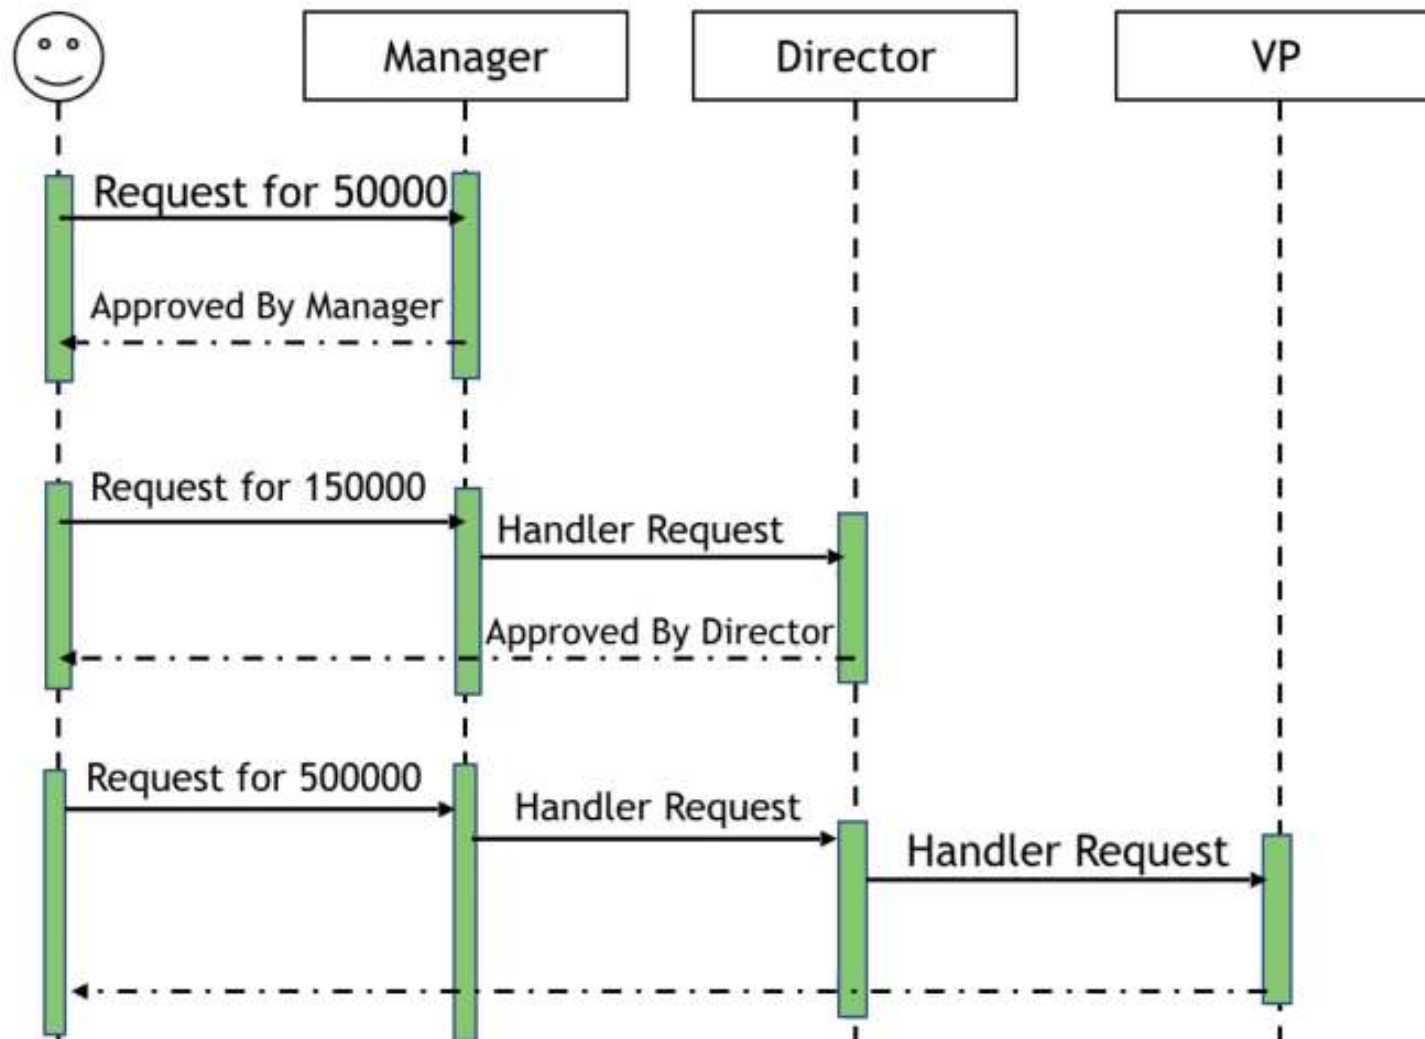 Manager
Director
VP
Request for 50000
Approved By Manager
Request for 150000
Handler Request
Approved By Director
Request for 500000
Handler Request
Handler Request